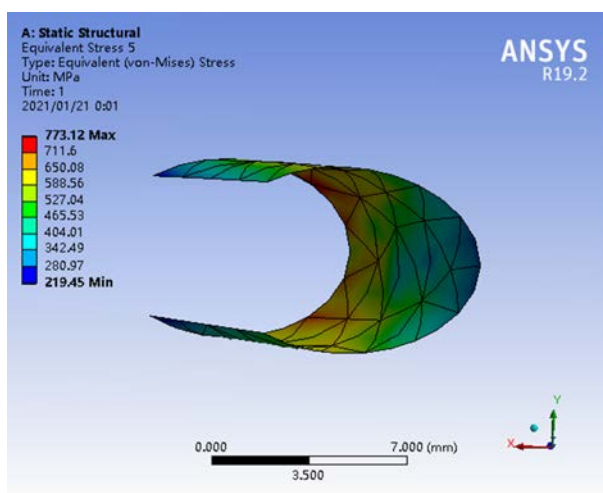 A: Static Structural
Equivalent Stress 5
Type: Equivalent (von-Mises) Stress
Unit: MPa
Time: 1
2021/01/21 0:01
ANSYS
R19.2
773.12 Max
711.6
650.08
588.56
527.04
465.53
404.01
342.49
280.97
219.45 Min
0.000
7.000 (mm)
3.500
Y
X